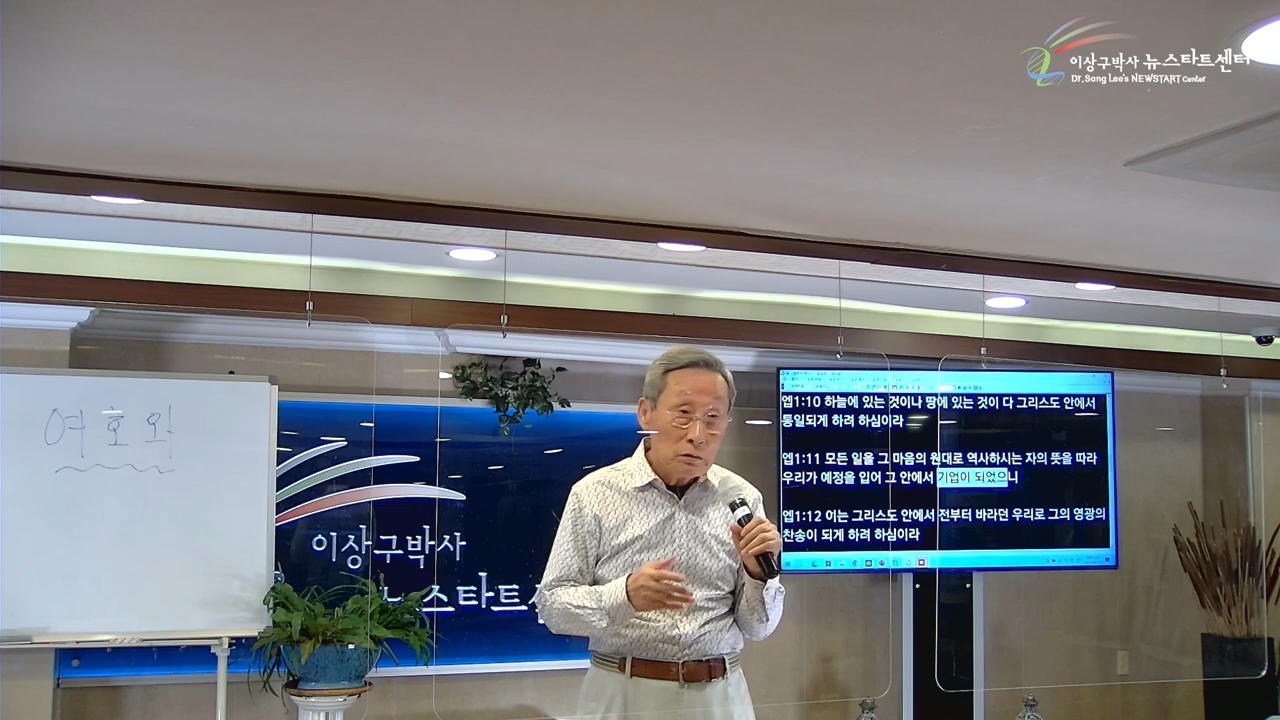 이상구박사 뉴스타트센터
Dr. Sang Lee's NEWSTART Center
여호와
이상구박사
뉴스타트센
엡1:10 하늘에 있는 것이나 땅에 있는 것이 다 그리스도 안에서
통일되게 하려 하심이라
엡1:11 모든 일을 그 마음의 원대로 역사하시는 자의 뜻을 따라
우리가 예정을 입어 그 안에서 기업이 되었으니
엡1:12 이는 그리스도 안에서 전부터 바라던 우리로 그의 영광의
찬송이 되게 하려 하심이라